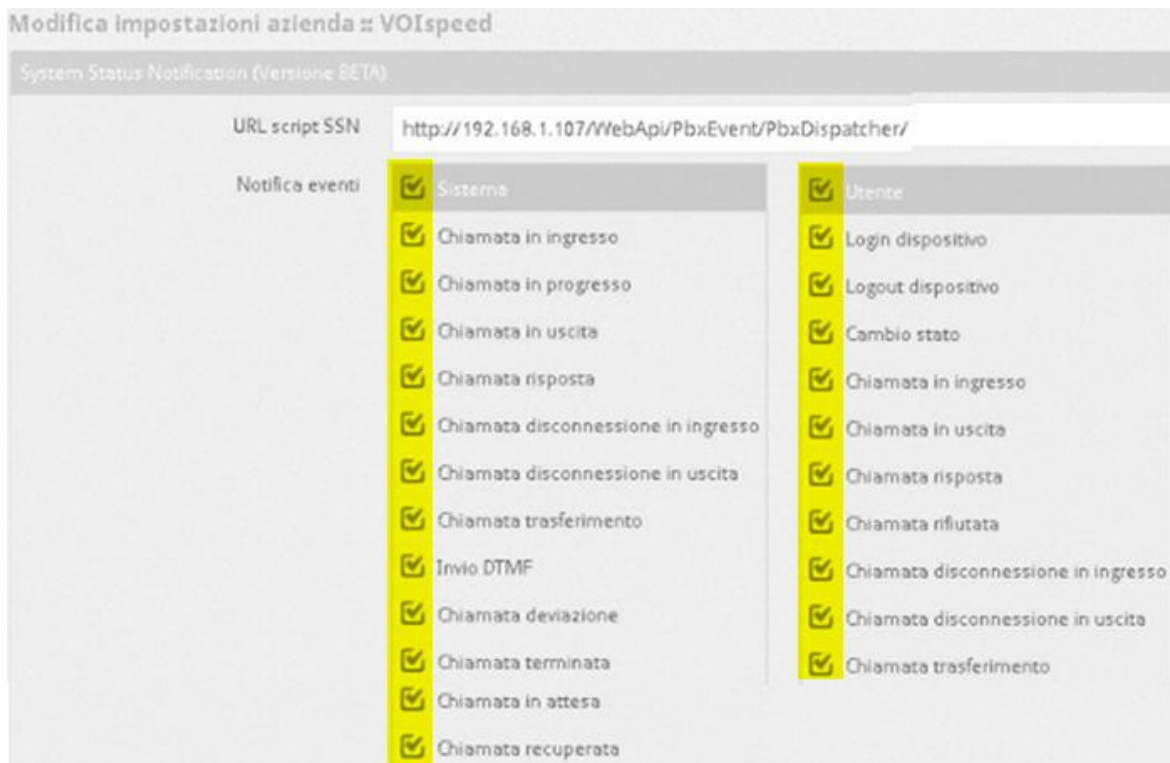 Modifica impostazioni azienda :: VOIspeed
System Status Notification (Versione BETA)
URL script SSN
http://192.168.1.107/WebApi/PbxEvent/PbxDispatcher/
Notifica eventi
Sistema
Chiamata in ingresso
Chiamata in progresso
Chiamata in uscita
Chiamata risposta
Chiamata disconnessione in ingresso
Chiamata disconnessione in uscita
Chiamata trasferimento
Invio DTMF
Chiamata deviazione
Chiamata terminata
Chiamata in attesa
Chiamata recuperata
Utente
Login dispositivo
Logout dispositivo
Cambio stato
Chiamata in ingresso
Chiamata in uscita
Chiamata risposta
Chiamata rifiutata
Chiamata disconnessione in ingresso
Chiamata disconnessione in uscita
Chiamata trasferimento